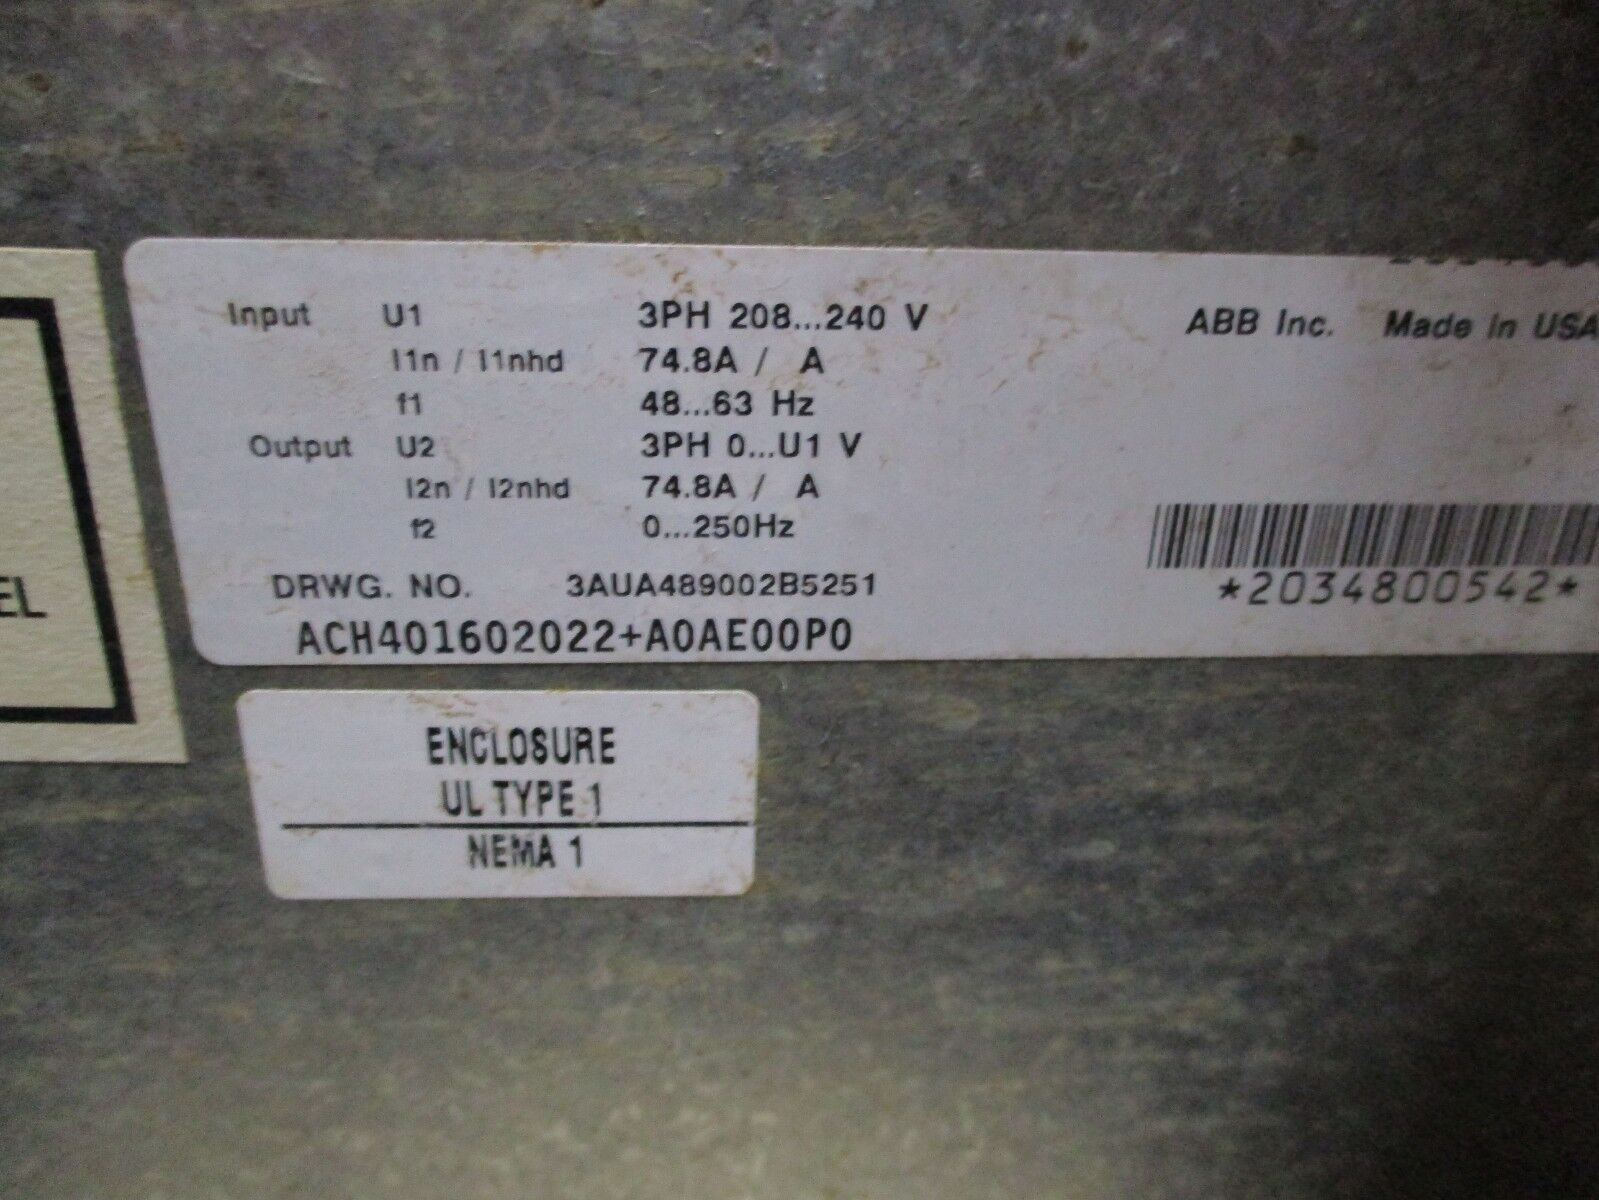 Input U1 3PH 208...240 V
I1n / I1nhd 74.8A / A
f1 48...63 Hz
Output U2 3PH 0...U1 V
I2n / I2nhd 74.8A / A
f2 0...250Hz
DRWG. NO. 3AUA489002B5251
ACH401602022+A0AE00P0
ABB Inc. Made in USA
*2034800542*
EL
ENCLOSURE
UL TYPE 1
NEMA 1